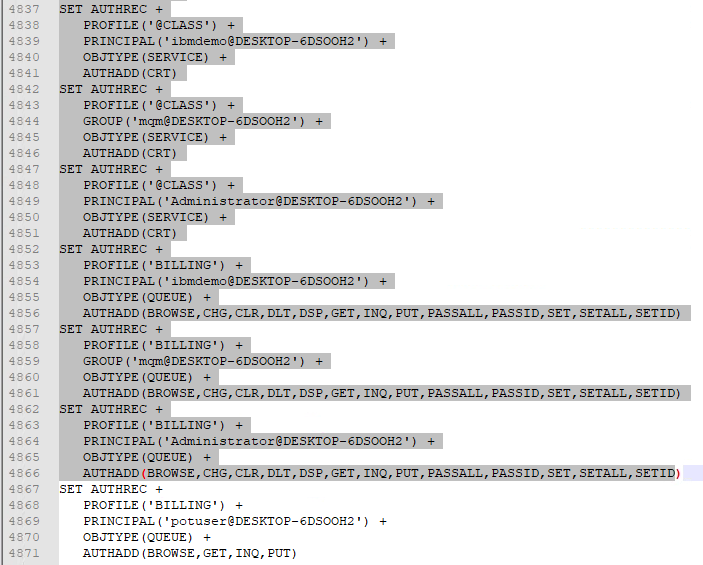 4837 SET AUTHREC +
4838 PROFILE('@CLASS') +
4839 PRINCIPAL('ibmdemo@DESKTOP-6DSOOH2') +
4840 OBJTYPE(SERVICE) +
4841 AUTHADD(CRT)
4842 SET AUTHREC +
4843 PROFILE('@CLASS') +
4844 GROUP('mqm@DESKTOP-6DSOOH2') +
4845 OBJTYPE(SERVICE) +
4846 AUTHADD(CRT)
4847 SET AUTHREC +
4848 PROFILE('@CLASS') +
4849 PRINCIPAL('Administrator@DESKTOP-6DSOOH2') +
4850 OBJTYPE(SERVICE) +
4851 AUTHADD(CRT)
4852 SET AUTHREC +
4853 PROFILE('BILLING') +
4854 PRINCIPAL('ibmdemo@DESKTOP-6DSOOH2') +
4855 OBJTYPE(QUEUE) +
4856 AUTHADD(BROWSE,CHG,CLR,DLT,DSP,GET,INQ,PUT,PASSALL,PASSID,SET,SETALL,SETID)
4857 SET AUTHREC +
4858 PROFILE('BILLING') +
4859 GROUP('mqm@DESKTOP-6DSOOH2') +
4860 OBJTYPE(QUEUE) +
4861 AUTHADD(BROWSE,CHG,CLR,DLT,DSP,GET,INQ,PUT,PASSALL,PASSID,SET,SETALL,SETID)
4862 SET AUTHREC +
4863 PROFILE('BILLING') +
4864 PRINCIPAL('Administrator@DESKTOP-6DSOOH2') +
4865 OBJTYPE(QUEUE) +
4866 AUTHADD(BROWSE,CHG,CLR,DLT,DSP,GET,INQ,PUT,PASSALL,PASSID,SET,SETALL,SETID)
4867 SET AUTHREC +
4868 PROFILE('BILLING') +
4869 PRINCIPAL('potuser@DESKTOP-6DSOOH2') +
4870 OBJTYPE(QUEUE) +
4871 AUTHADD(BROWSE,GET,INQ,PUT)